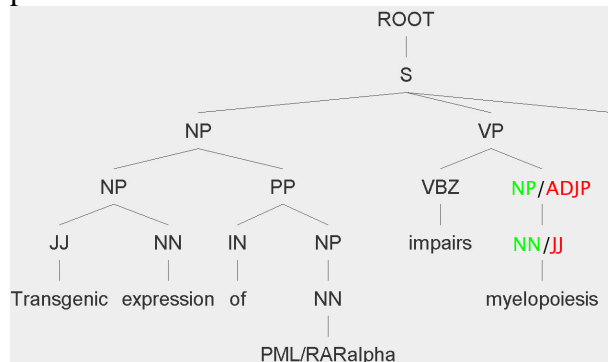 ROOT
S
NP VP
NP PP VBZ NP/ADJP
JJ NN IN NP impairs NN/JJ
Transgenic expression of NN myelopoiesis
PML/RARalpha